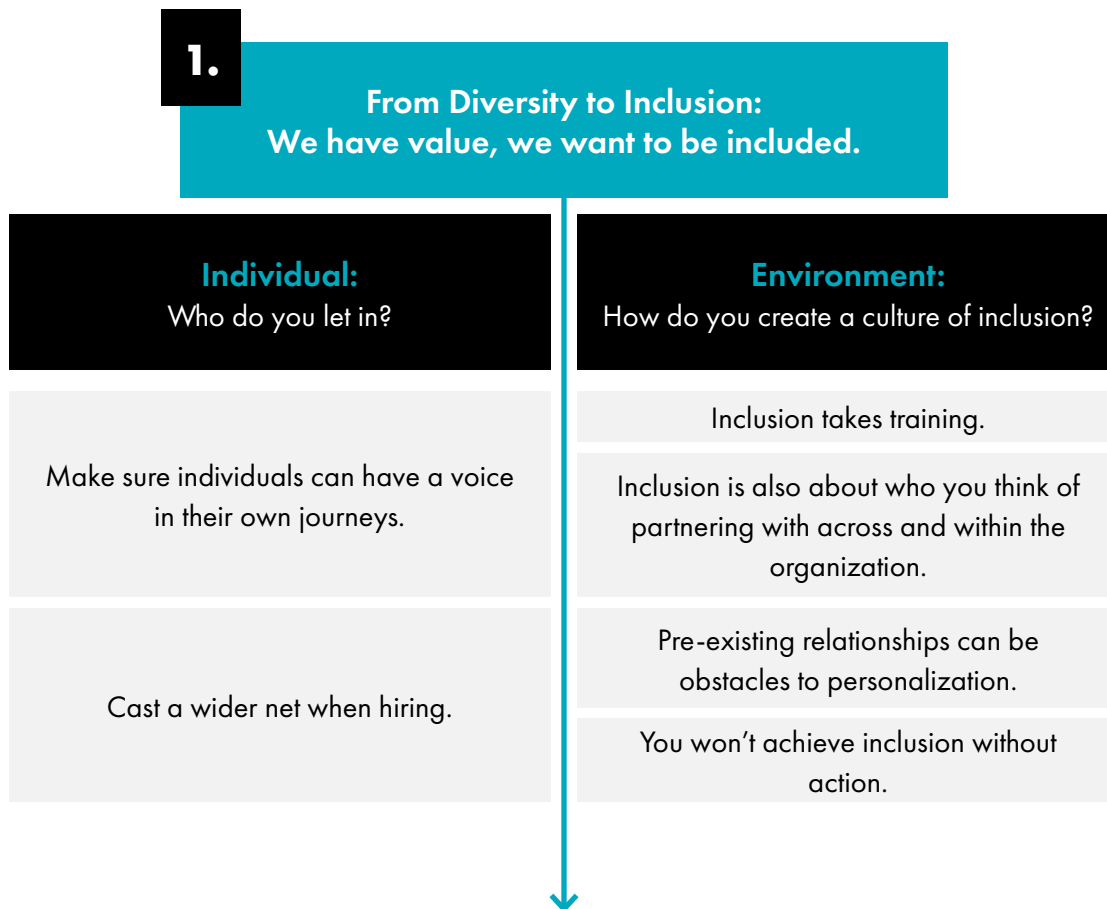 1.
From Diversity to Inclusion:
We have value, we want to be included.
Individual:
Who do you let in?
Make sure individuals can have a voice
in their own journeys.
Cast a wider net when hiring.
Environment:
How do you create a culture of inclusion?
Inclusion takes training.
Inclusion is also about who you think of
partnering with across and within the
organization.
Pre-existing relationships can be
obstacles to personalization.
You won’t achieve inclusion without
action.